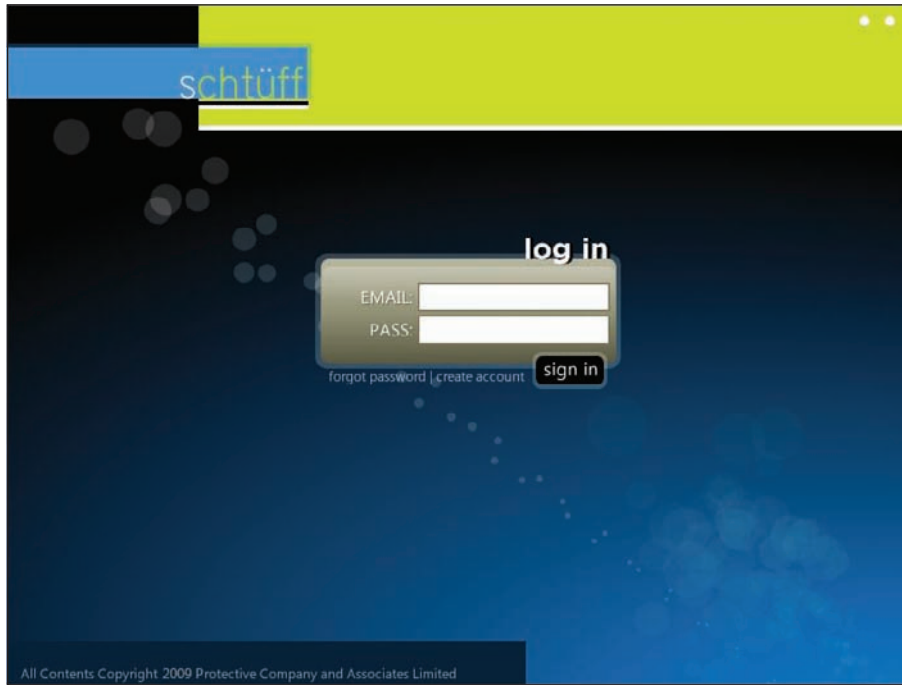 schtüff
log in
EMAIL:
PASS:
forgot password | create account
sign in
All Contents Copyright 2009 Protective Company and Associates Limited